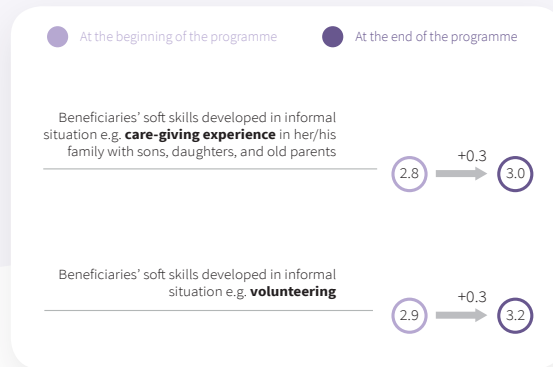 At the beginning of the programme
At the end of the programme
Beneficiaries' soft skills developed in informal
situation e.g. care-giving experience in her/his
family with sons, daughters, and old parents
+0.3
2.8
3.0
Beneficiaries' soft skills developed in informal
situation e.g. volunteering
+0.3
2.9
3.2